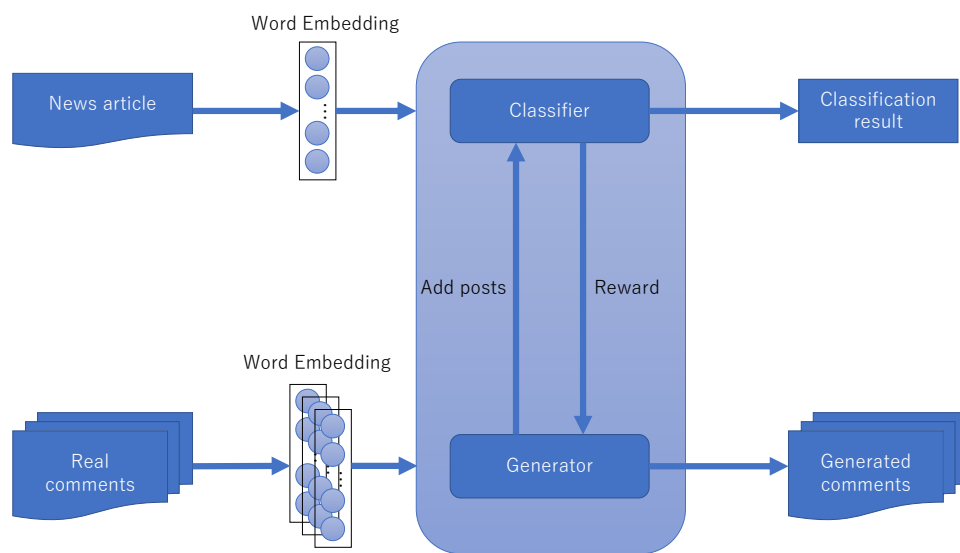 Word Embedding
News article
Classifier
Classification
result
Add posts
Reward
Word Embedding
Real
comments
Generator
Generated
comments